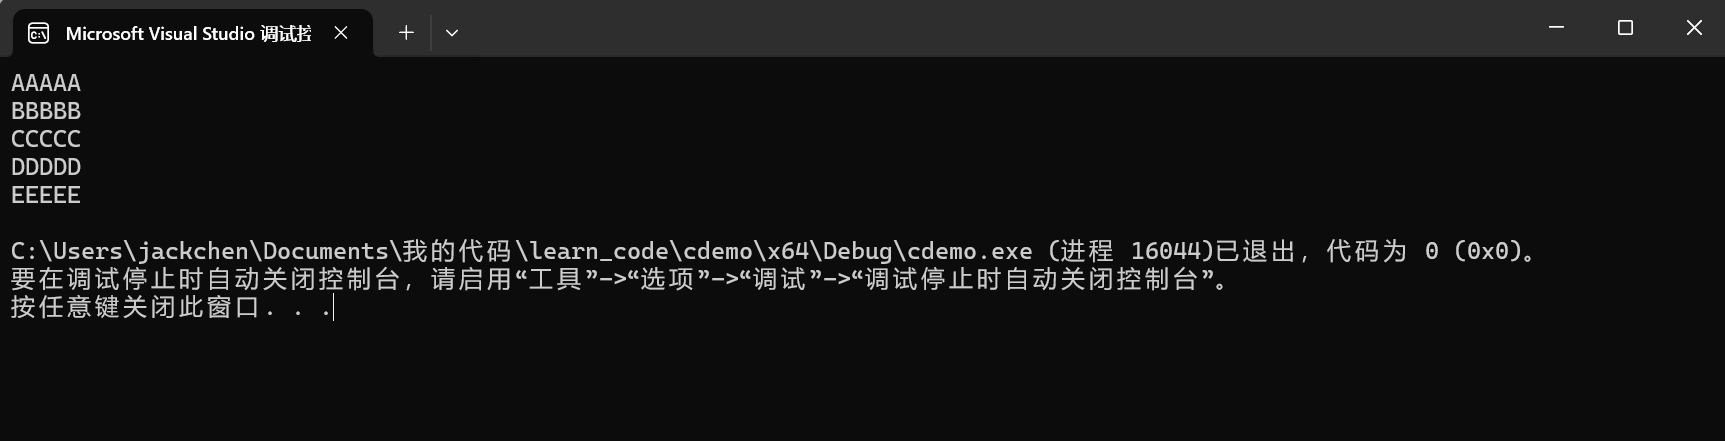 Microsoft Visual Studio 调试控
AAAAA
BBBBB
CCCCC
DDDDD
EEEEE
C:\Users\jackchen\Documents\我的代码\learn_code\cdemo\x64\Debug\cdemo.exe (进程 16044)已退出，代码为 0 (0x0)。
要在调试停止时自动关闭控制台，请启用“工具”->“选项”->“调试”->“调试停止时自动关闭控制台”。
按任意键关闭此窗口. . .